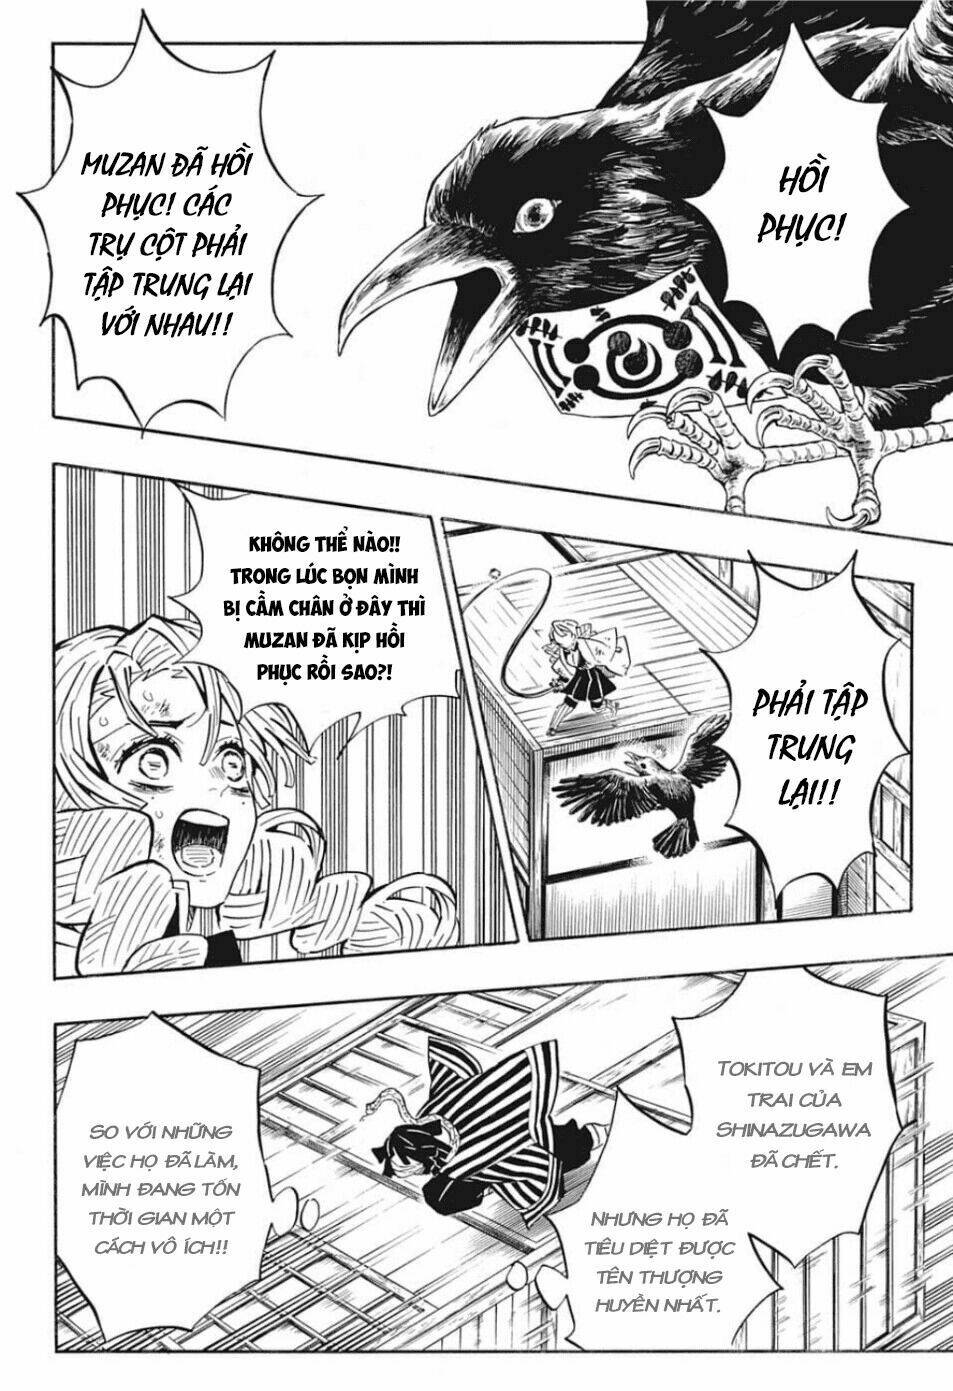 HỒI
PHỤC!
MUZAN ĐÃ HỒI
PHỤC! CÁC
TRỤ CỘT PHẢI
TẬP TRUNG LẠI
VỚI NHAU!!
PHẢI TẬP
TRUNG
LẠI!!!
KHÔNG THỂ NÀO!!
TRONG LÚC BỌN MÌNH
BỊ CẦM CHÂN Ở ĐÂY THÌ
MUZAN ĐÃ KỊP HỒI
PHỤC RỒI SAO?!
TOKITOU VÀ EM
TRAI CỦA
SHINAZUGAWA
ĐÃ CHẾT.
NHƯNG HỌ ĐÃ
TIÊU DIỆT ĐƯỢC
TÊN THƯỢNG
HUYỀN NHẤT.
SO VỚI NHỮNG
VIỆC HỌ ĐÃ LÀM,
MÌNH ĐANG TỐN
THỜI GIAN MỘT
CÁCH VÔ ÍCH!!